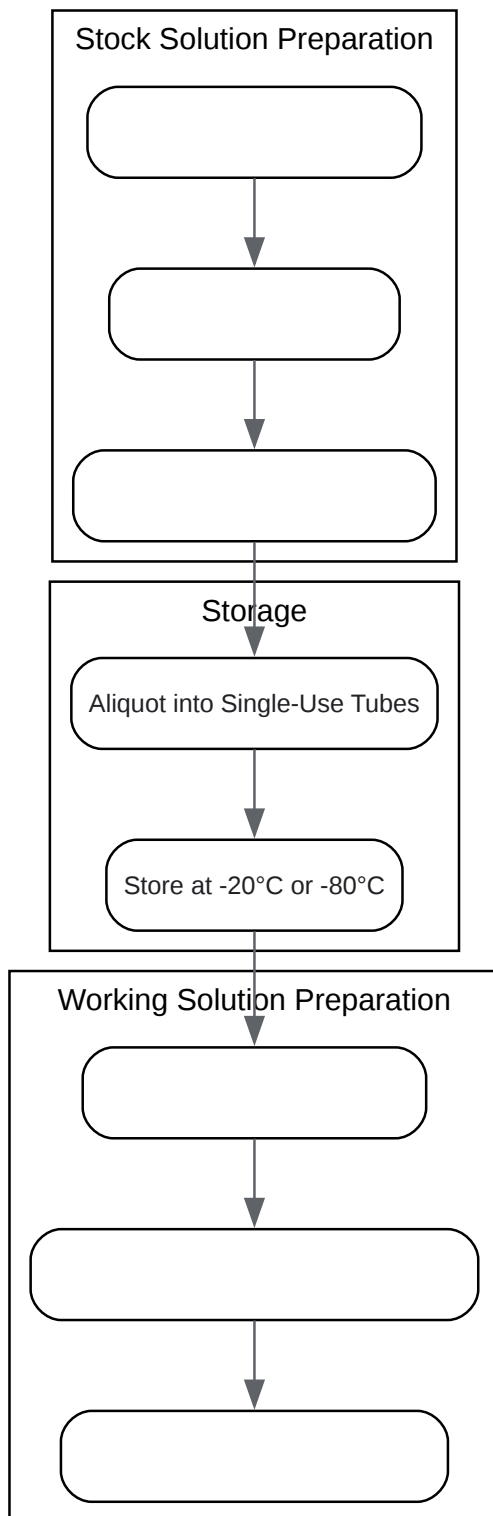 Stock Solution Preparation
Storage
Aliquot into Single-Use Tubes
Store at -20°C or -80°C
Working Solution Preparation